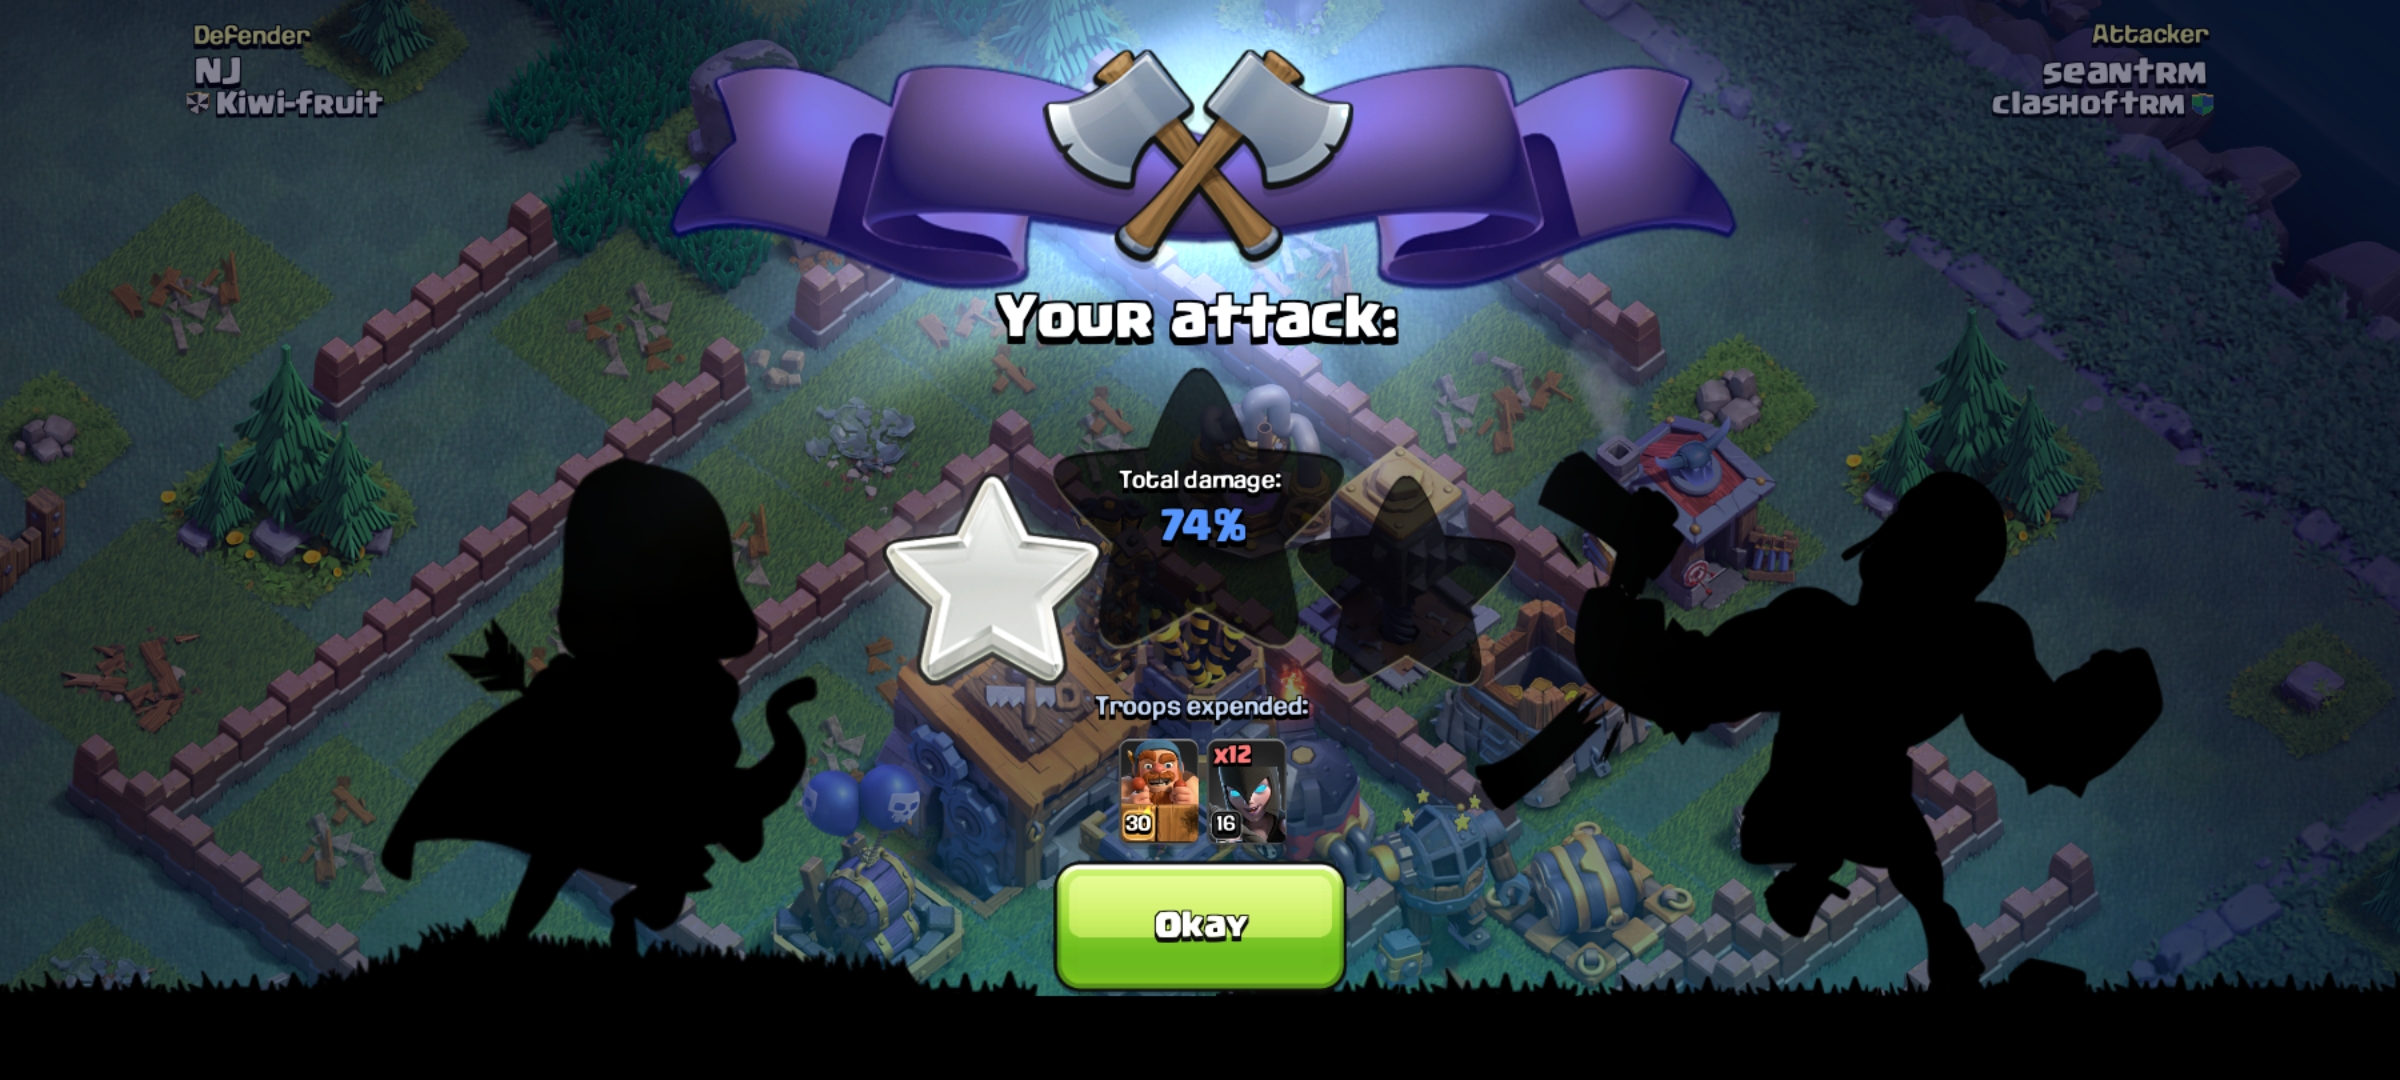 Defender
NJ
Kiwi-fruit
Attacker
seantRM
clashoftRM
Your attack:
Total damage:
74%
Troops expended:
x12
30
16
Okay